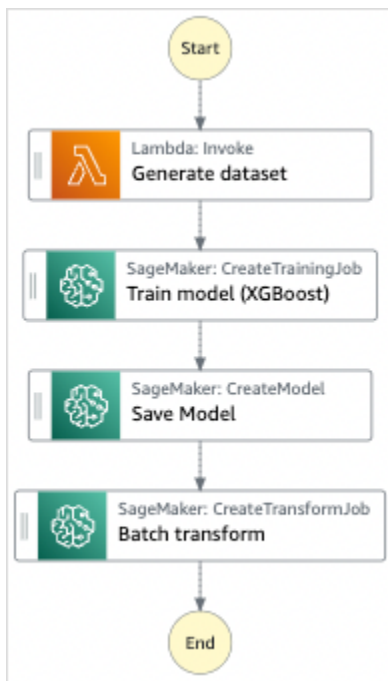 Start
Lambda: Invoke
Generate dataset
SageMaker: CreateTrainingJob
Train model (XGBoost)
SageMaker: CreateModel
Save Model
SageMaker: CreateTransformJob
Batch transform
End